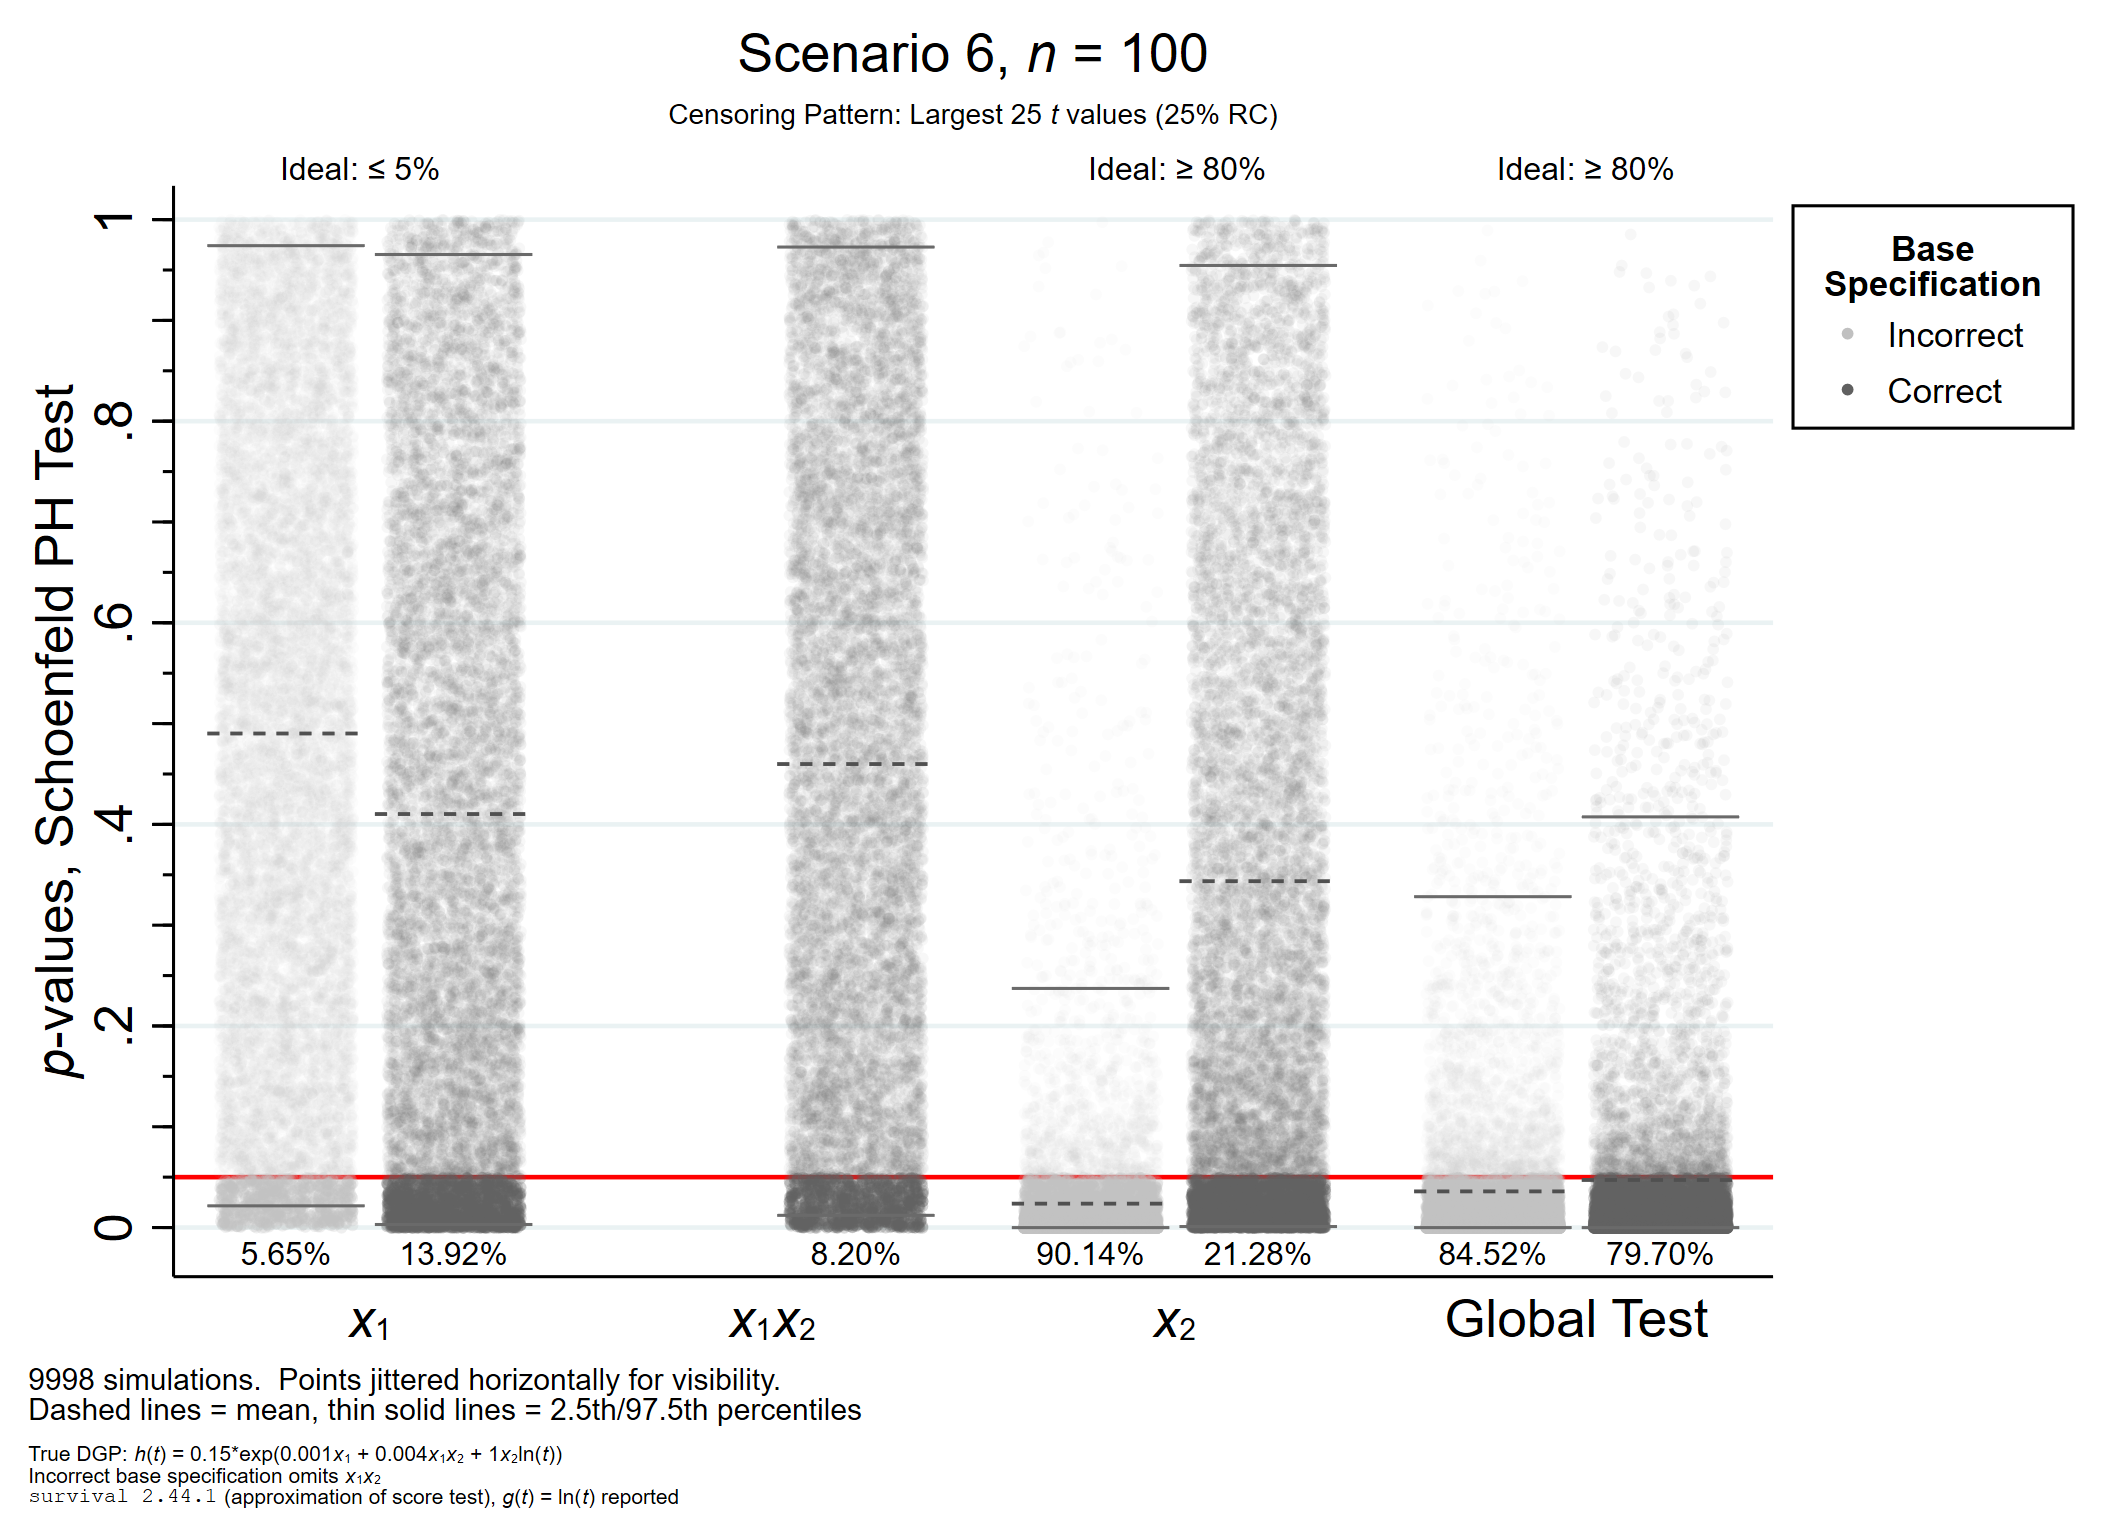 Scenario 6, n = 100
Censoring Pattern: Largest 25 t values (25% RC)
Ideal: ≤ 5%
Ideal: ≥ 80%
Ideal: ≥ 80%
p-values, Schoenfeld PH Test
1
.8
.6
.4
.2
0
Base
Specification
Incorrect
Correct
5.65%
13.92%
8.20%
90.14%
21.28%
84.52%
79.70%
x₁
x₁x₂
x₂
Global Test
9998 simulations.  Points jittered horizontally for visibility.
Dashed lines = mean, thin solid lines = 2.5th/97.5th percentiles
True DGP: h(t) = 0.15*exp(0.001x₁ + 0.004x₁x₂ + 1x₂ln(t))
Incorrect base specification omits x₁x₂
survival 2.44.1 (approximation of score test), g(t) = ln(t) reported